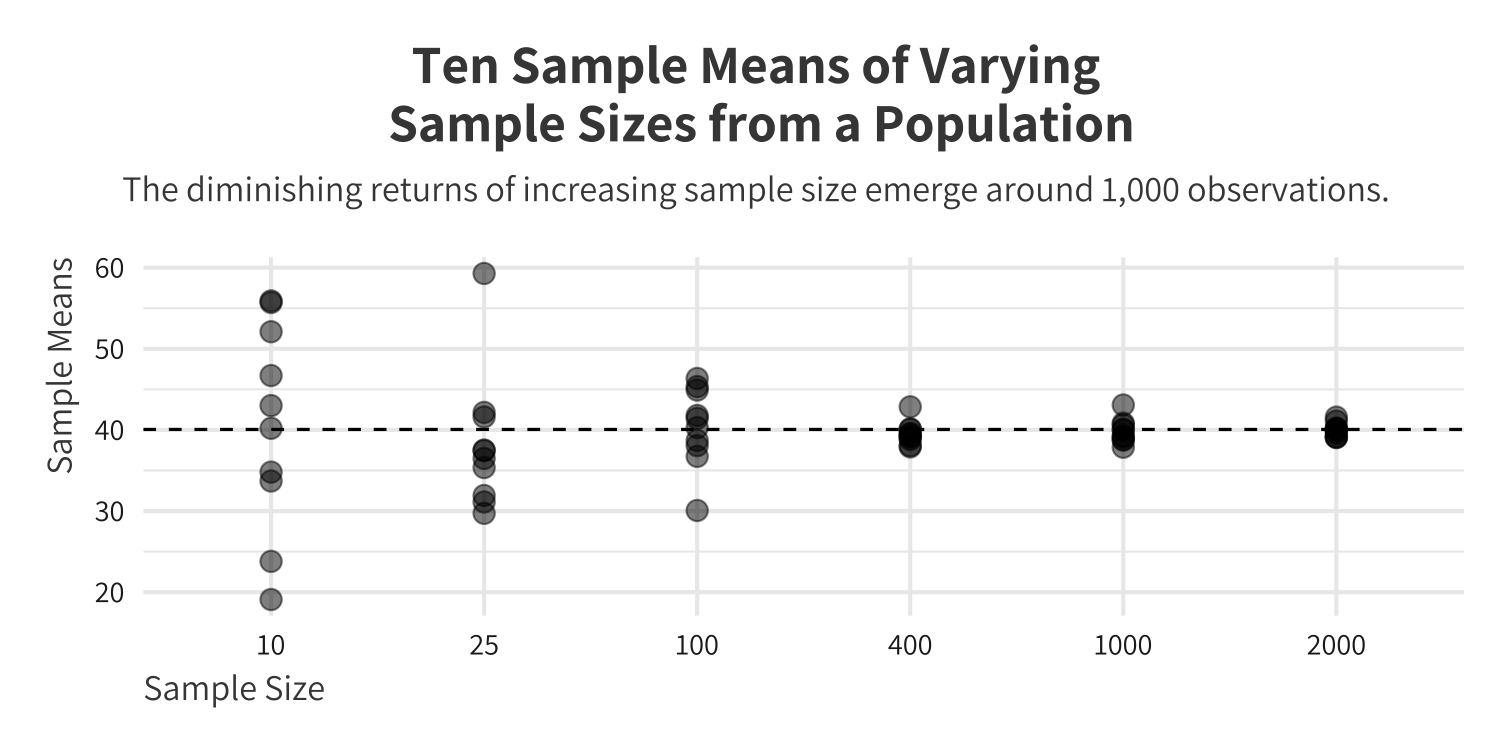 Ten Sample Means of Varying
Sample Sizes from a Population
The diminishing returns of increasing sample size emerge around 1,000 observations.
Sample Means
60
50
40
30
20
10 25 100 400 1000 2000
Sample Size